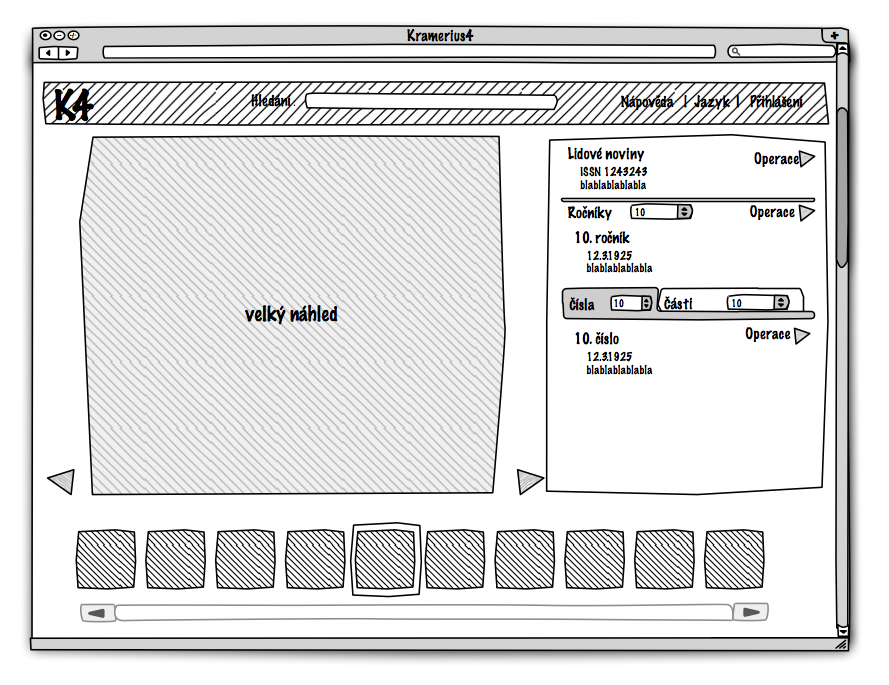 Kramerius4
K4
Hledání
Nápověda | Jazyk | Přihlášení
velký náhled
Lidové noviny
Operace
ISSN 1243243
blablablablabla
Ročníky 10 Operace
10. ročník
12.3.1925
blablablablabla
Čísla 10 Části 10
10. číslo
Operace
12.3.1925
blablablablabla